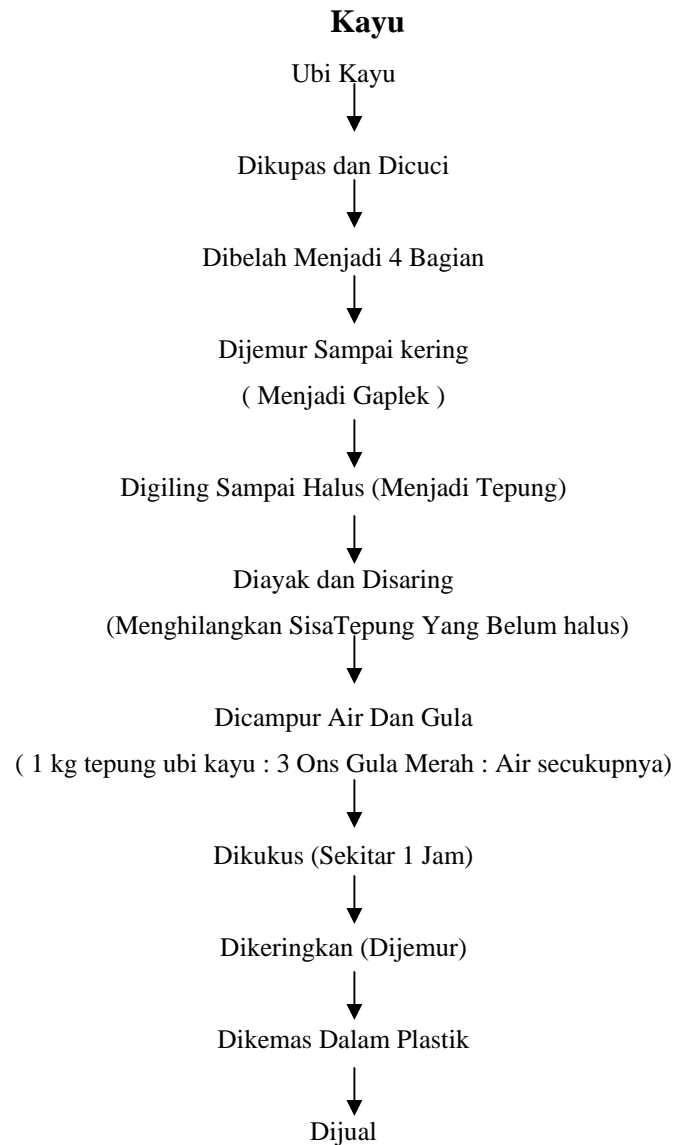 Kayu
Ubi Kayu
Dikupas dan Dicuci
Dibelah Menjadi 4 Bagian
Dijemur Sampai kering
( Menjadi Gaplek )
Digiling Sampai Halus (Menjadi Tepung)
Diayak dan Disaring
(Menghilangkan SisaTepung Yang Belum halus)
Dicampur Air Dan Gula
( 1 kg tepung ubi kayu : 3 Ons Gula Merah : Air secukupnya)
Dikukus (Sekitar 1 Jam)
Dikeringkan (Dijemur)
Dikemas Dalam Plastik
Dijual